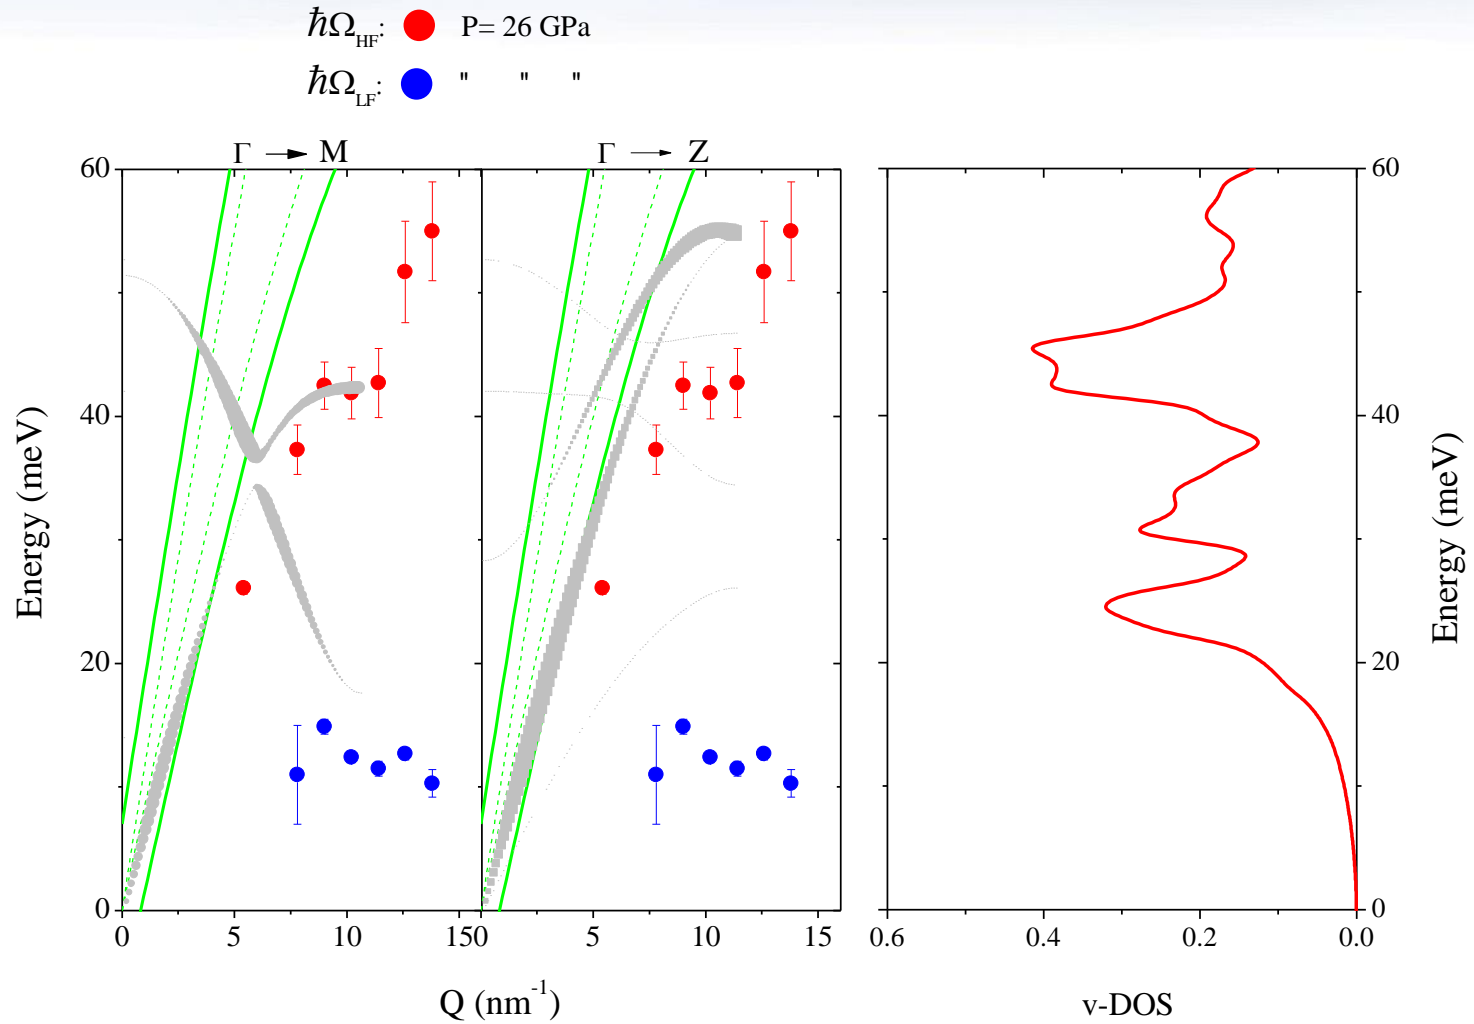 ℏΩHF: P= 26 GPa
ℏΩLF: " " "
Γ → M
Γ → Z
60
40
20
0
Energy (meV)
0
5
10
15
0
5
10
15
Q (nm-1)
60
40
20
0
Energy (meV)
0.6
0.4
0.2
0.0
v-DOS